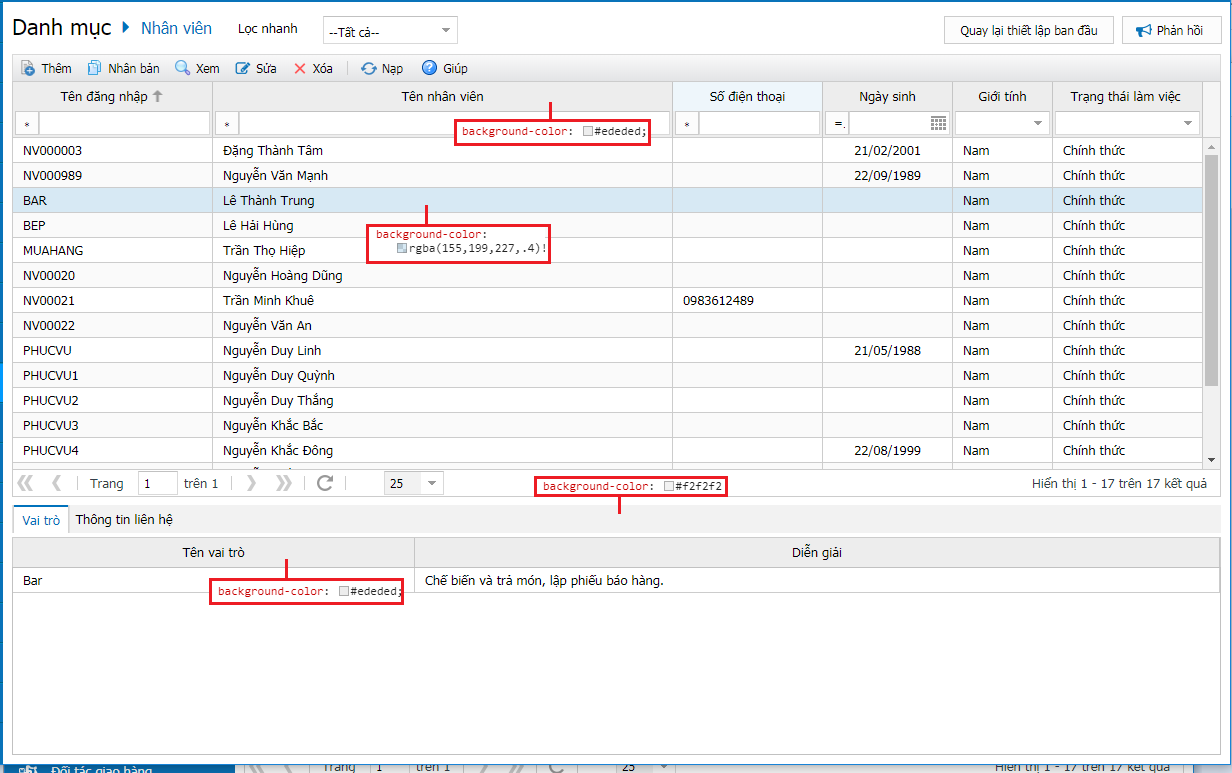 Danh mục Nhân viên Lọc nhanh --Tất cả-- Quay lại thiết lập ban đầu Phản hồi
Thêm Nhân bản Xem Sửa Xóa Nạp Giúp
Tên đăng nhập Tên nhân viên Số điện thoại Ngày sinh Giới tính Trạng thái làm việc
* * * =.
background-color: #ededed;
NV000003 Đặng Thành Tâm 21/02/2001 Nam Chính thức
NV000989 Nguyễn Văn Mạnh 22/09/1989 Nam Chính thức
BAR Lê Thành Trung Nam Chính thức
BEP Lê Hải Hùng Nam Chính thức
background-color:
rgba(155,199,227,.4)!
MUAHANG Trần Thọ Hiệp Nam Chính thức
NV00020 Nguyễn Hoàng Dũng Nam Chính thức
NV00021 Trần Minh Khuê 0983612489 Nam Chính thức
NV00022 Nguyễn Văn An Nam Chính thức
PHUCVU Nguyễn Duy Linh 21/05/1988 Nam Chính thức
PHUCVU1 Nguyễn Duy Quỳnh Nam Chính thức
PHUCVU2 Nguyễn Duy Thắng Nam Chính thức
PHUCVU3 Nguyễn Khắc Bắc Nam Chính thức
PHUCVU4 Nguyễn Khắc Đông 22/08/1999 Nam Chính thức
Trang 1 trên 1 25 Hiển thị 1 - 17 trên 17 kết quả
background-color: #f2f2f2
Vai trò Thông tin liên hệ
Tên vai trò Diễn giải
Bar Chế biến và trả món, lập phiếu báo hàng.
background-color: #ededed;
Đối tác giao hàng Trang 1 trên 1 25 Hiển thị 1 - 17 trên 17 kết quả